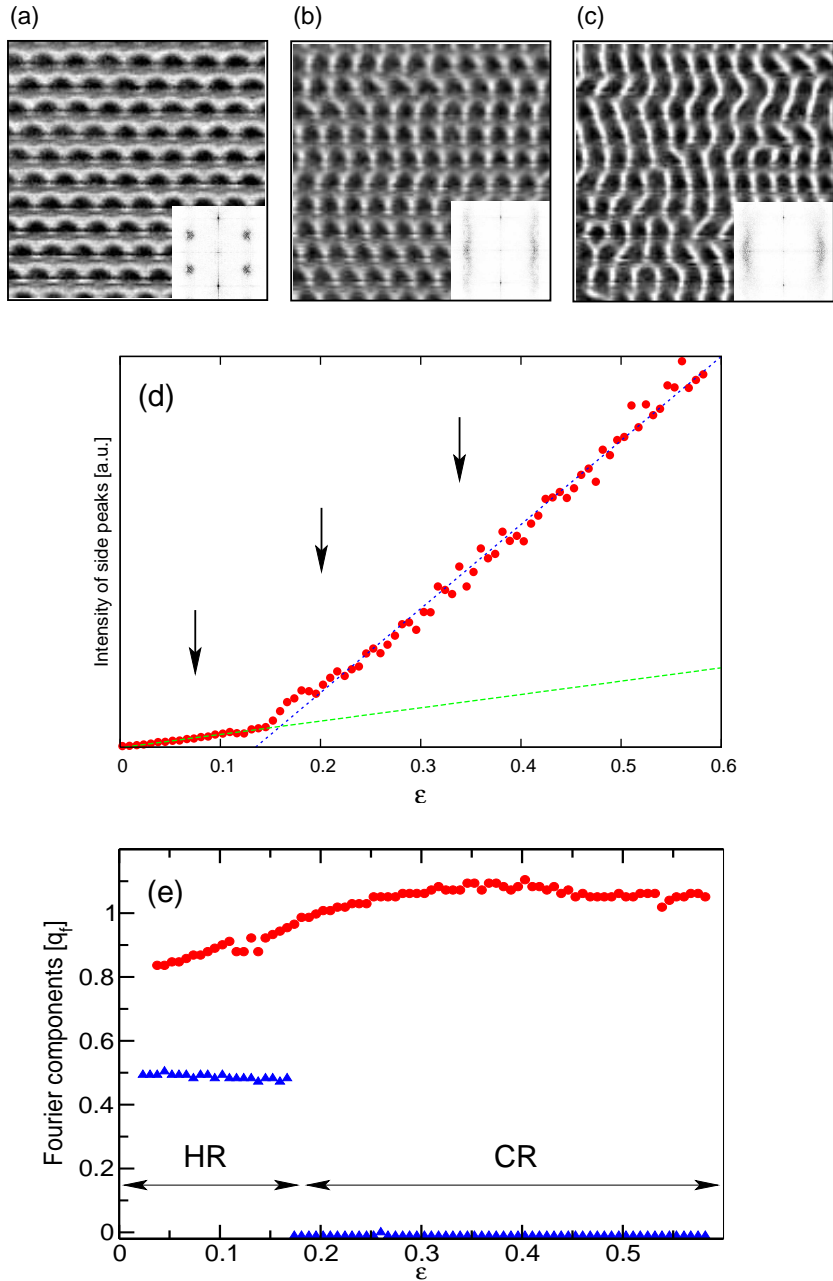 (a) (b) (c)
(d)
Intensity of side peaks [a.u.]
0 0.1 0.2 0.3 0.4 0.5 0.6
ε
(e)
Fourier components [q_f]
1
0.8
0.6
0.4
0.2
0
HR CR
0 0.1 0.2 0.3 0.4 0.5
ε